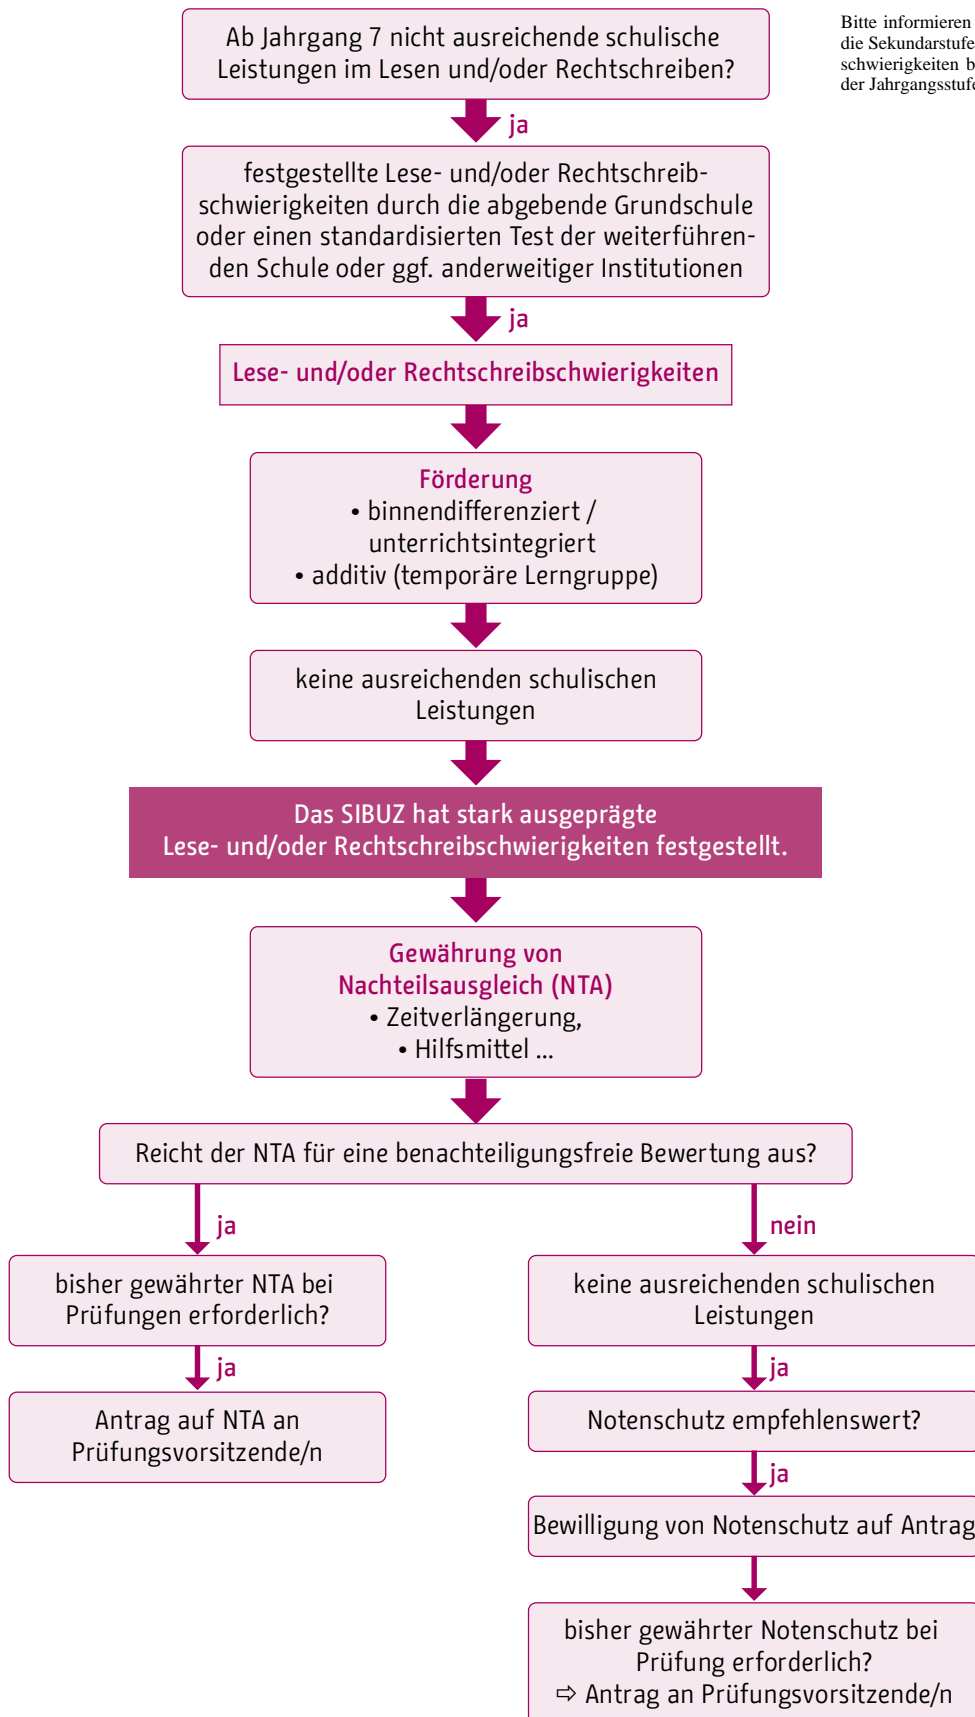 Ab Jahrgang 7 nicht ausreichende schulische
Leistungen im Lesen und/oder Rechtschreiben?
Bitte informieren
die Sekundarstufe
schwierigkeiten b
der Jahrgangsstufe
ja
festgestellte Lese- und/oder Rechtschreib-
schwierigkeiten durch die abgebende Grundschule
oder einen standardisierten Test der weiterführen-
den Schule oder ggf. anderweitiger Institutionen
ja
Lese- und/oder Rechtschreibschwierigkeiten
Förderung
• binnendifferenziert /
unterrichtsintegriert
• additiv (temporäre Lerngruppe)
keine ausreichenden schulischen
Leistungen
Das SIBUZ hat stark ausgeprägte
Lese- und/oder Rechtschreibschwierigkeiten festgestellt.
Gewährung von
Nachteilsausgleich (NTA)
• Zeitverlängerung,
• Hilfsmittel ...
Reicht der NTA für eine benachteiligungsfreie Bewertung aus?
ja
bisher gewährter NTA bei
Prüfungen erforderlich?
ja
Antrag auf NTA an
Prüfungsvorsitzende/n
nein
keine ausreichenden schulischen
Leistungen
ja
Notenschutz empfehlenswert?
ja
Bewilligung von Notenschutz auf Antrag
bisher gewährter Notenschutz bei
Prüfung erforderlich?
⇨ Antrag an Prüfungsvorsitzende/n